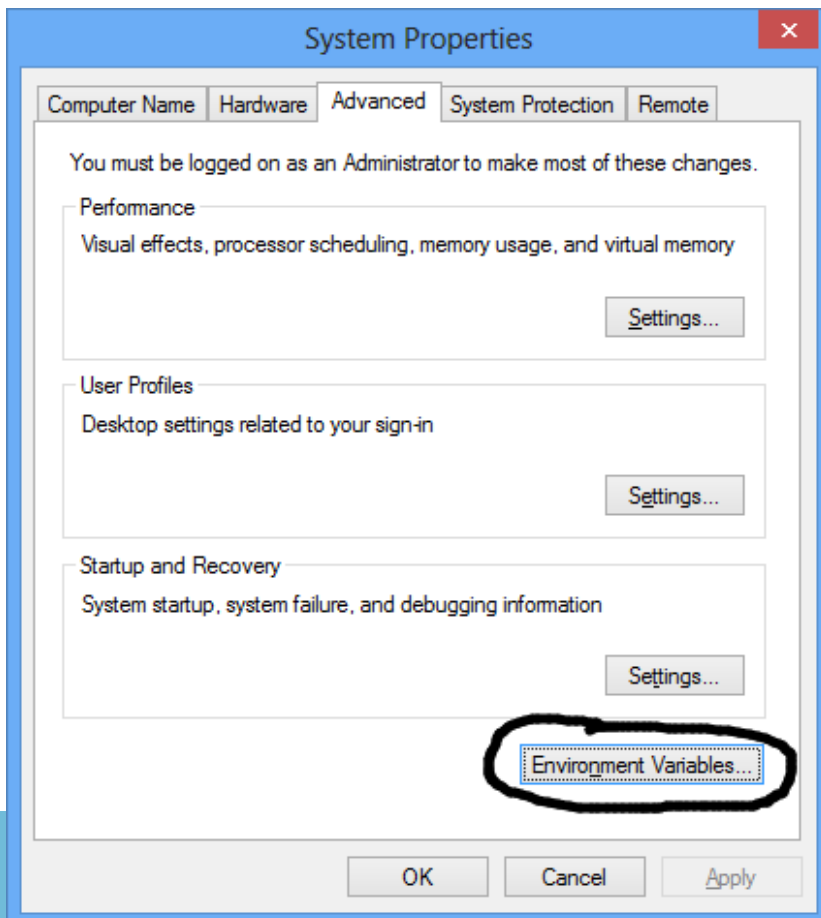 System Properties
Computer Name Hardware Advanced System Protection Remote
You must be logged on as an Administrator to make most of these changes.
Performance
Visual effects, processor scheduling, memory usage, and virtual memory
Settings...
User Profiles
Desktop settings related to your sign-in
Settings...
Startup and Recovery
System startup, system failure, and debugging information
Settings...
Environment Variables...
OK Cancel Apply